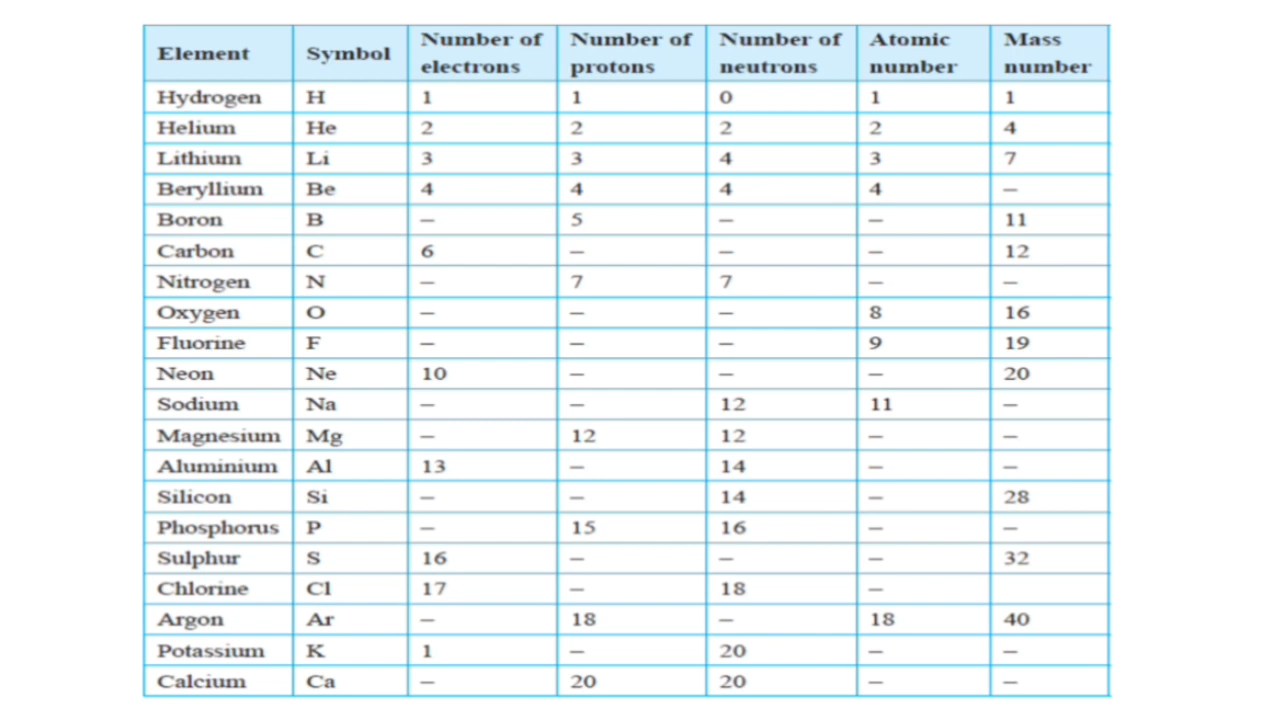 Element Symbol Number of electrons Number of protons Number of neutrons Atomic number Mass number
Hydrogen H 1 1 0 1 1
Helium He 2 2 2 2 4
Lithium Li 3 3 4 3 7
Beryllium Be 4 4 4 4 –
Boron B – 5 – – 11
Carbon C 6 – – – 12
Nitrogen N – 7 7 – –
Oxygen O – – – 8 16
Fluorine F – – – 9 19
Neon Ne 10 – – – 20
Sodium Na – – 12 11 –
Magnesium Mg – 12 12 – –
Aluminium Al 13 – 14 – –
Silicon Si – – 14 – 28
Phosphorus P – 15 16 – –
Sulphur S 16 – – – 32
Chlorine Cl 17 – 18 –
Argon Ar – 18 – 18 40
Potassium K 1 – 20 – –
Calcium Ca – 20 20 – –